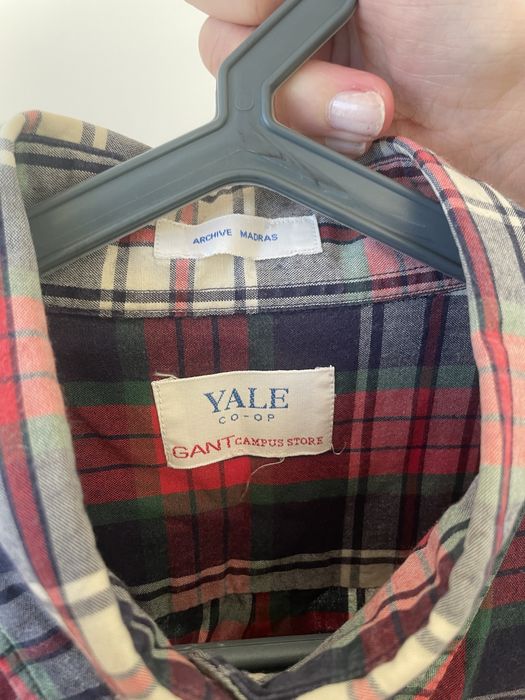 ARCHIVE MADRAS
YALE
CO-OP
GANT CAMPUS STORE